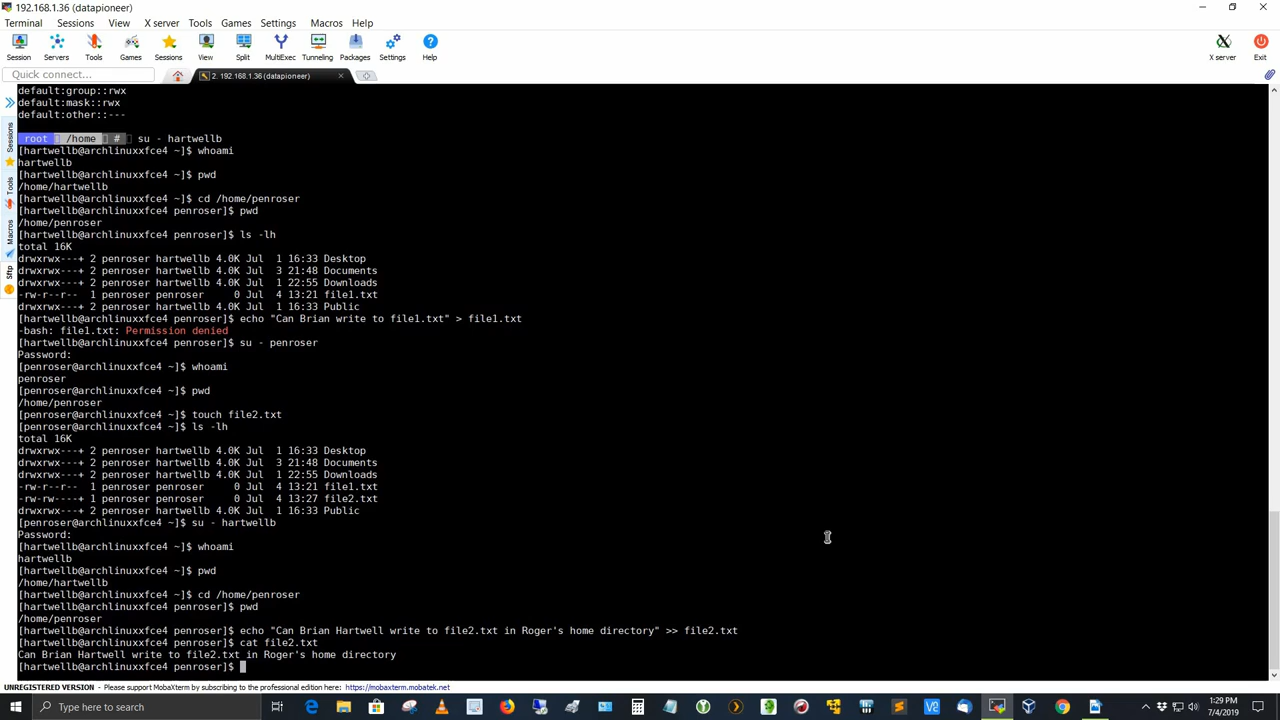 192.168.1.36 (datapioneer)
Terminal Sessions View X server Tools Games Settings Macros Help
Session Servers Tools Games Sessions View Split MultiExec Tunneling Packages Settings Help X server Exit
Quick connect...
2. 192.168.1.36 (datapioneer)
Sessions
Tools
Macros
Sftp
default:group::rwx
default:mask::rwx
default:other::---
root /home # su - hartwellb
[hartwellb@archlinuxxfce4 ~]$ whoami
hartwellb
[hartwellb@archlinuxxfce4 ~]$ pwd
/home/hartwellb
[hartwellb@archlinuxxfce4 ~]$ cd /home/penroser
[hartwellb@archlinuxxfce4 penroser]$ pwd
/home/penroser
[hartwellb@archlinuxxfce4 penroser]$ ls -lh
total 16K
drwxrwx---+ 2 penroser hartwellb 4.0K Jul  1 16:33 Desktop
drwxrwx---+ 2 penroser hartwellb 4.0K Jul  3 21:48 Documents
drwxrwx---+ 2 penroser hartwellb 4.0K Jul  1 22:55 Downloads
-rw-r--r--  1 penroser penroser     0 Jul  4 13:21 file1.txt
drwxrwx---+ 2 penroser hartwellb 4.0K Jul  1 16:33 Public
[hartwellb@archlinuxxfce4 penroser]$ echo "Can Brian write to file1.txt" > file1.txt
-bash: file1.txt: Permission denied
[hartwellb@archlinuxxfce4 penroser]$ su - penroser
Password:
[penroser@archlinuxxfce4 ~]$ whoami
penroser
[penroser@archlinuxxfce4 ~]$ pwd
/home/penroser
[penroser@archlinuxxfce4 ~]$ touch file2.txt
[penroser@archlinuxxfce4 ~]$ ls -lh
total 16K
drwxrwx---+ 2 penroser hartwellb 4.0K Jul  1 16:33 Desktop
drwxrwx---+ 2 penroser hartwellb 4.0K Jul  3 21:48 Documents
drwxrwx---+ 2 penroser hartwellb 4.0K Jul  1 22:55 Downloads
-rw-r--r--  1 penroser penroser     0 Jul  4 13:21 file1.txt
-rw-rw----+ 1 penroser penroser     0 Jul  4 13:27 file2.txt
drwxrwx---+ 2 penroser hartwellb 4.0K Jul  1 16:33 Public
[penroser@archlinuxxfce4 ~]$ su - hartwellb
Password:
[hartwellb@archlinuxxfce4 ~]$ whoami
hartwellb
[hartwellb@archlinuxxfce4 ~]$ pwd
/home/hartwellb
[hartwellb@archlinuxxfce4 ~]$ cd /home/penroser
[hartwellb@archlinuxxfce4 penroser]$ pwd
/home/penroser
[hartwellb@archlinuxxfce4 penroser]$ echo "Can Brian Hartwell write to file2.txt in Roger's home directory" >> file2.txt
[hartwellb@archlinuxxfce4 penroser]$ cat file2.txt
Can Brian Hartwell write to file2.txt in Roger's home directory
[hartwellb@archlinuxxfce4 penroser]$
UNREGISTERED VERSION - Please support MobaXterm by subscribing to the professional edition here: https://mobaxterm.mobatek.net
Type here to search
1:29 PM
7/4/2019